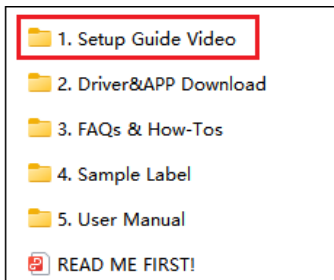 1. Setup Guide Video
2. Driver&APP Download
3. FAQs & How-Tos
4. Sample Label
5. User Manual
READ ME FIRST!